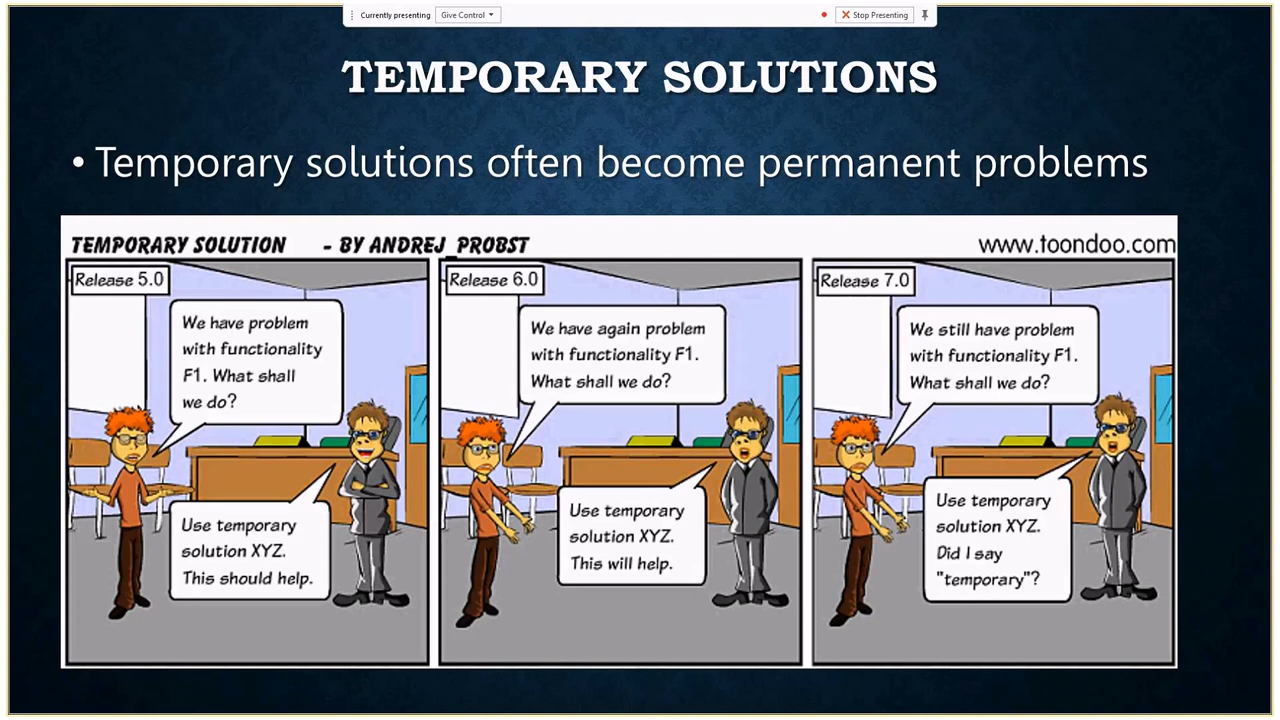 Currently presenting Give Control Stop Presenting
TEMPORARY SOLUTIONS
• Temporary solutions often become permanent problems
TEMPORARY SOLUTION - BY ANDREJ_PROBST www.toondoo.com
Release 5.0
We have problem
with functionality
F1. What shall
we do?
Use temporary
solution XYZ.
This should help.
Release 6.0
We have again problem
with functionality F1.
What shall we do?
Use temporary
solution XYZ.
This will help.
Release 7.0
We still have problem
with functionality F1.
What shall we do?
Use temporary
solution XYZ.
Did I say
"temporary"?